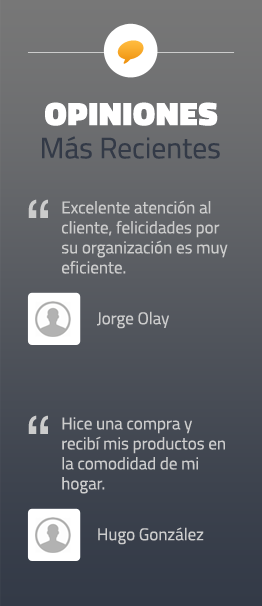 OPINIONES
Más Recientes
“ Excelente atención al
cliente, felicidades por
su organización es muy
eficiente.
Jorge Olay
“ Hice una compra y
recibí mis productos en
la comodidad de mi
hogar.
Hugo González